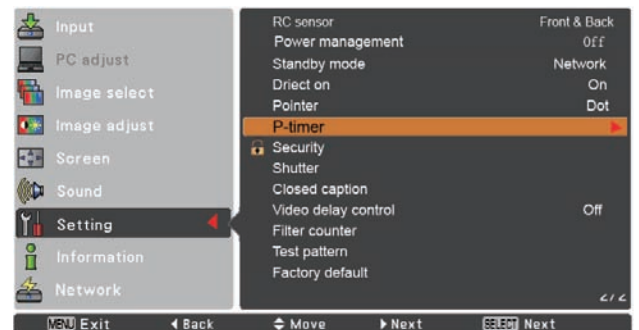 Input
PC adjust
Image select
Image adjust
Screen
Sound
Setting
Information
Network
RC sensor Front & Back
Power management Off
Standby mode Network
Driect on On
Pointer Dot
P-timer
Security
Shutter
Closed caption
Video delay control Off
Filter counter
Test pattern
Factory default
2/2
MENU Exit Back Move Next SELECT Next